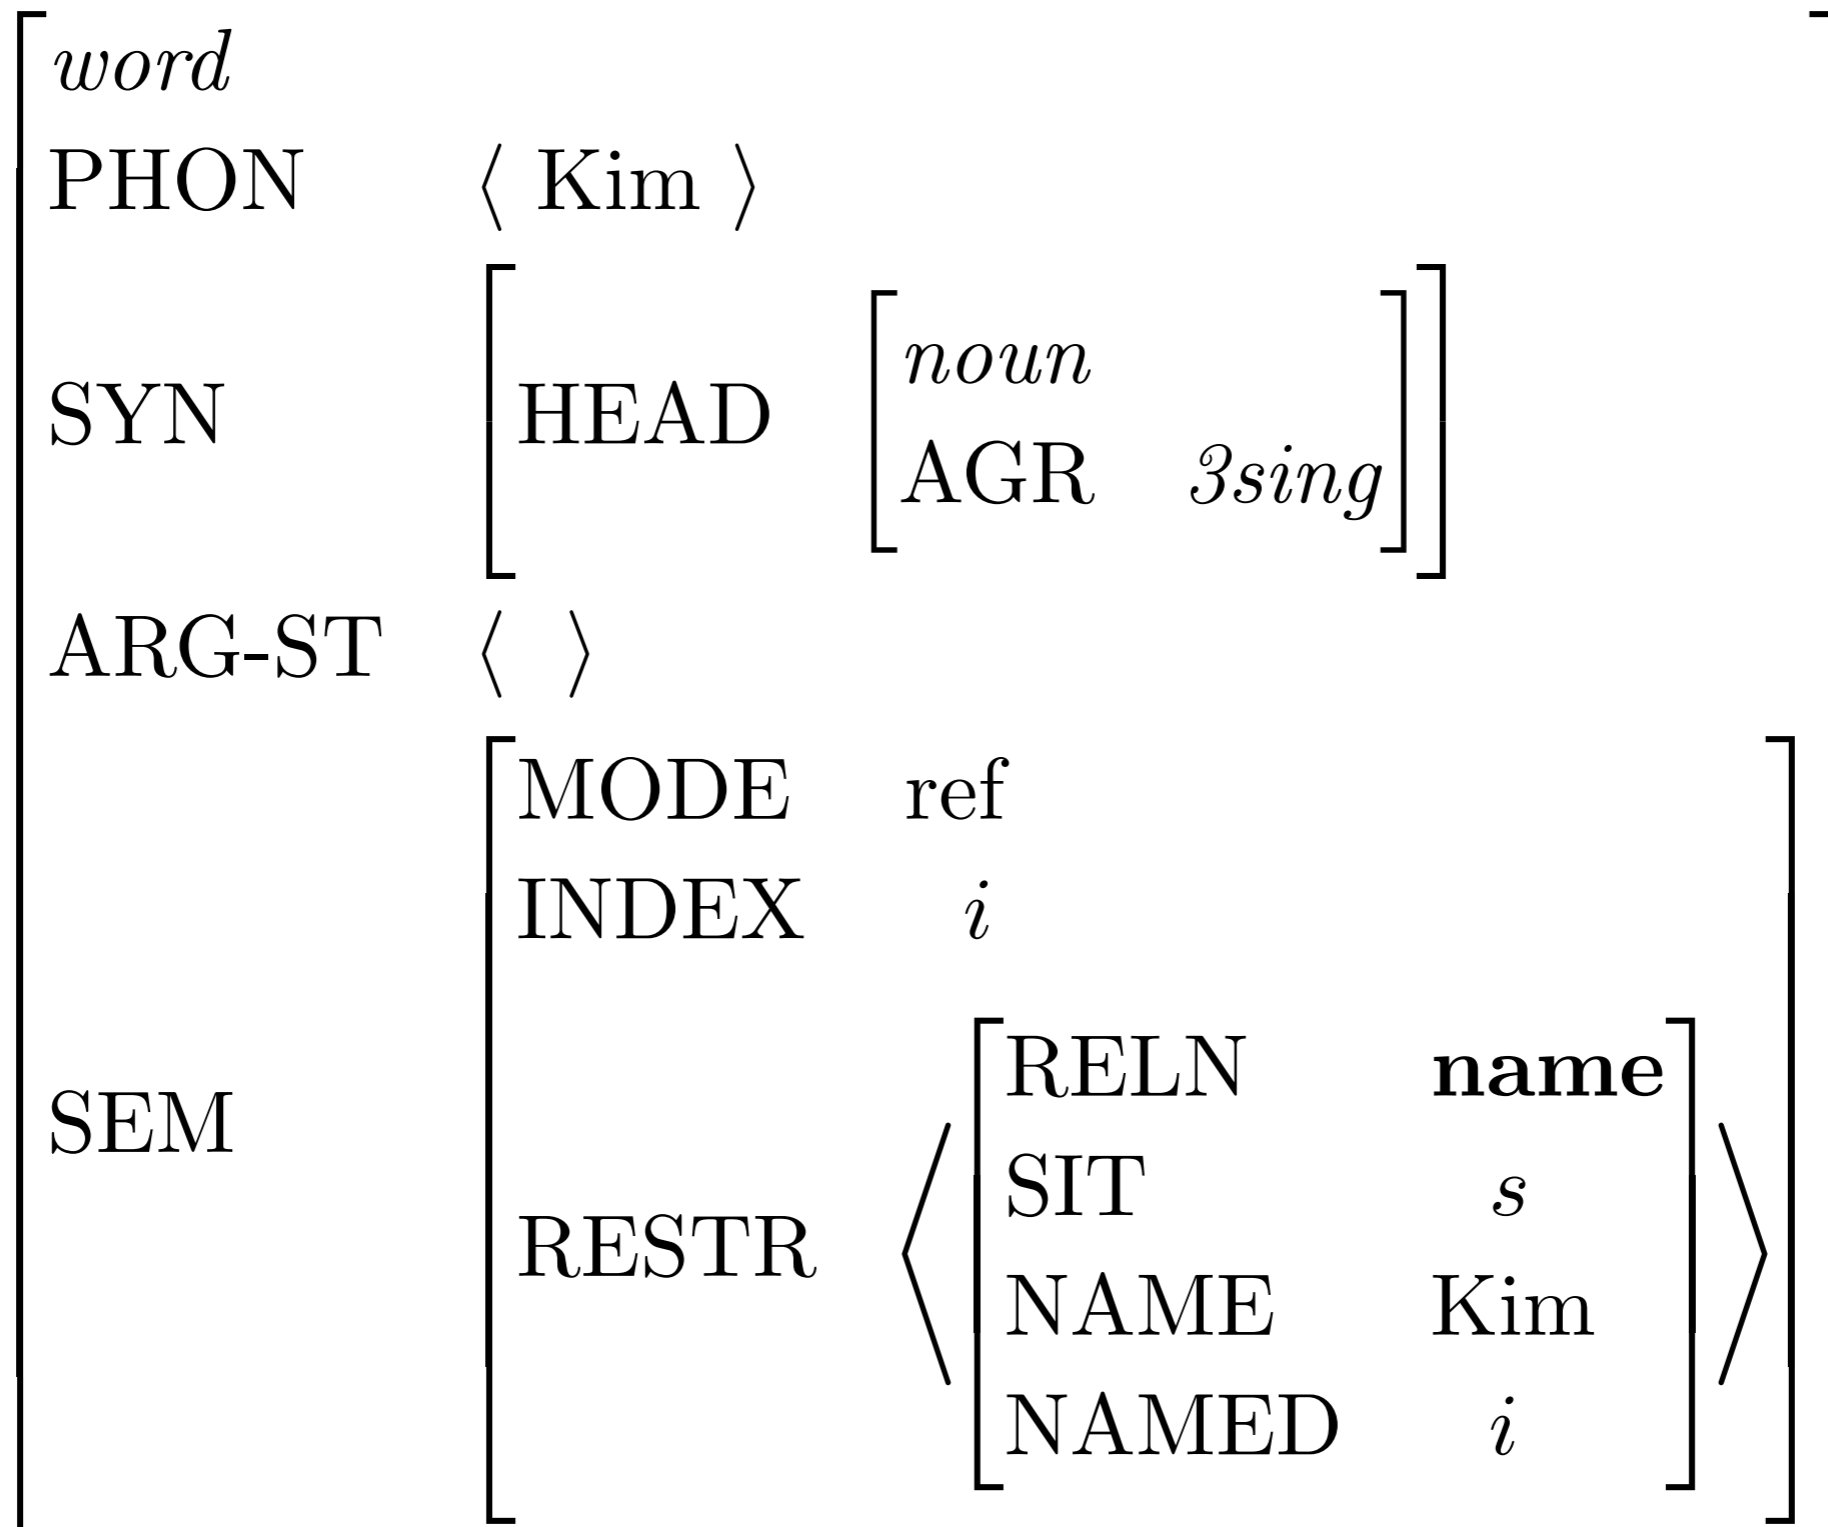 word
PHON ⟨ Kim ⟩
noun
SYN HEAD
AGR 3sing
ARG-ST ⟨ ⟩
MODE ref
INDEX i
RELN name
SEM
SIT s
RESTR
NAME Kim
NAMED i